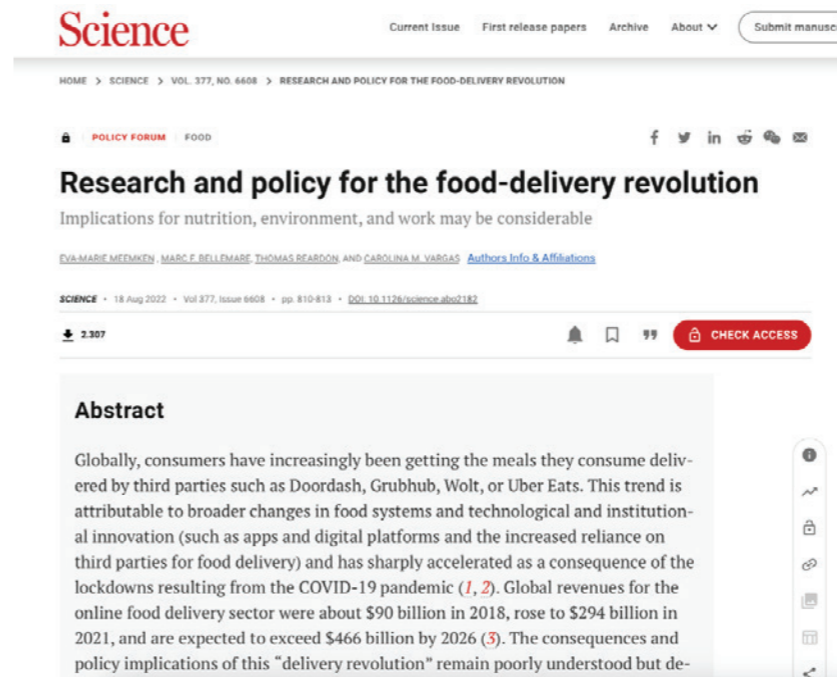 Science
Current Issue First release papers Archive About Submit manusc
HOME > SCIENCE > VOL. 377, NO. 6608 > RESEARCH AND POLICY FOR THE FOOD-DELIVERY REVOLUTION
POLICY FORUM FOOD
Research and policy for the food-delivery revolution
Implications for nutrition, environment, and work may be considerable
EVA-MARIE MEEMKEN, MARC F. BELLEMARE, THOMAS REARDON, AND CAROLINA M. VARGAS Authors Info & Affiliations
SCIENCE • 18 Aug 2022 • Vol 377, Issue 6608 • pp. 810-813 • DOI: 10.1126/science.abo2182
2.307
CHECK ACCESS
Abstract
Globally, consumers have increasingly been getting the meals they consume deliv-
ered by third parties such as Doordash, Grubhub, Wolt, or Uber Eats. This trend is
attributable to broader changes in food systems and technological and institution-
al innovation (such as apps and digital platforms and the increased reliance on
third parties for food delivery) and has sharply accelerated as a consequence of the
lockdowns resulting from the COVID-19 pandemic (1, 2). Global revenues for the
online food delivery sector were about $90 billion in 2018, rose to $294 billion in
2021, and are expected to exceed $466 billion by 2026 (3). The consequences and
policy implications of this “delivery revolution” remain poorly understood but de-